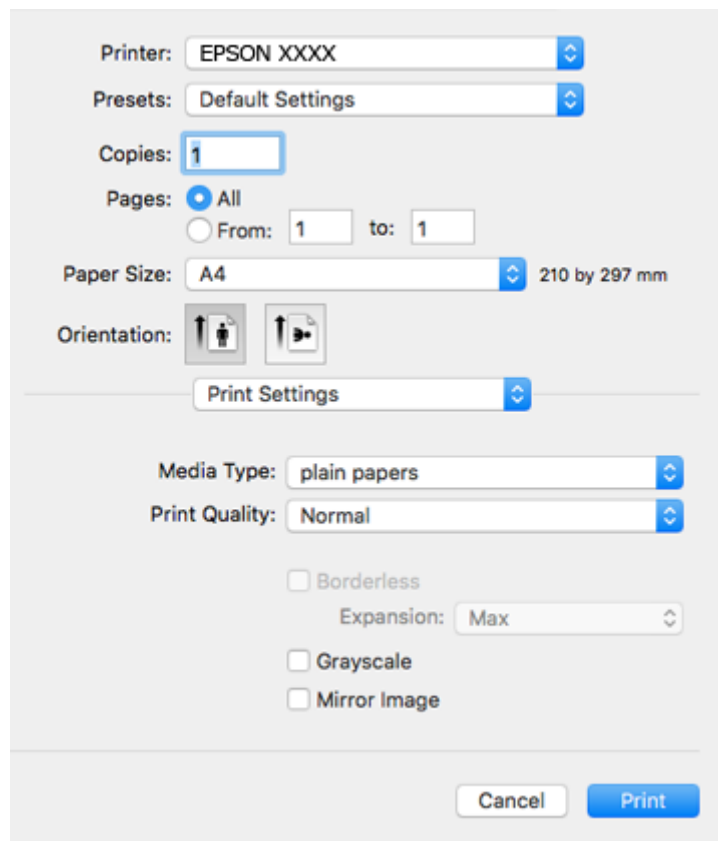 Printer: EPSON XXXX
Presets: Default Settings
Copies: 1
Pages: All
From: 1 to: 1
Paper Size: A4 210 by 297 mm
Orientation:
Print Settings
Media Type: plain papers
Print Quality: Normal
Borderless
Expansion: Max
Grayscale
Mirror Image
Cancel Print